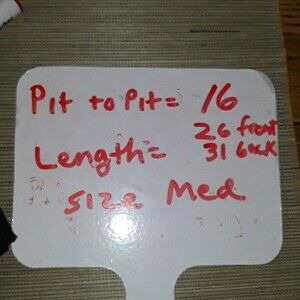 Pit to Pit = 16
26 front
Length = 31 back
size Med